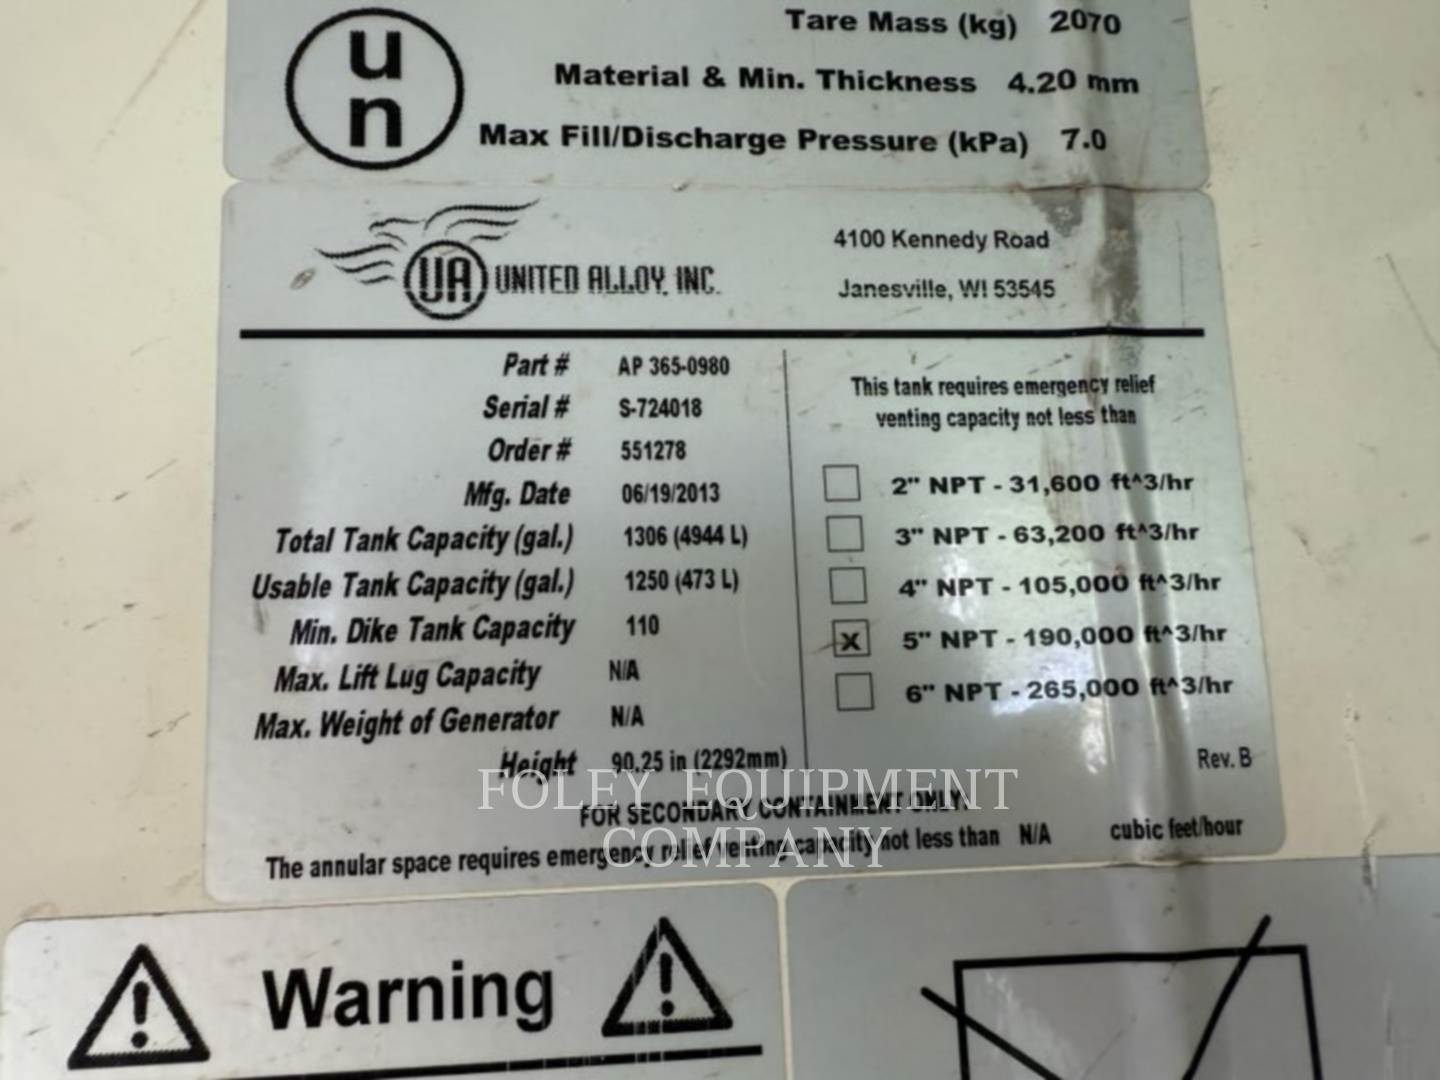 u
n
Tare Mass (kg) 2070
Material & Min. Thickness 4.20 mm
Max Fill/Discharge Pressure (kPa) 7.0
UA UNITED ALLOY, INC.
4100 Kennedy Road
Janesville, WI 53545
Part # AP 365-0980
Serial # S-724018
Order # 551278
Mfg. Date 06/19/2013
Total Tank Capacity (gal.) 1306 (4944 L)
Usable Tank Capacity (gal.) 1250 (473 L)
Min. Dike Tank Capacity 110
Max. Lift Lug Capacity N/A
Max. Weight of Generator N/A
Height 90.25 in (2292mm)
This tank requires emergency relief
venting capacity not less than
2" NPT - 31,600 ft^3/hr
3" NPT - 63,200 ft^3/hr
4" NPT - 105,000 ft^3/hr
X 5" NPT - 190,000 ft^3/hr
6" NPT - 265,000 ft^3/hr
Rev. B
FOR SECONDARY CONTAINMENT ONLY:
The annular space requires emergency relief venting capacity not less than N/A cubic feet/hour
FOLEY EQUIPMENT
COMPANY
Warning